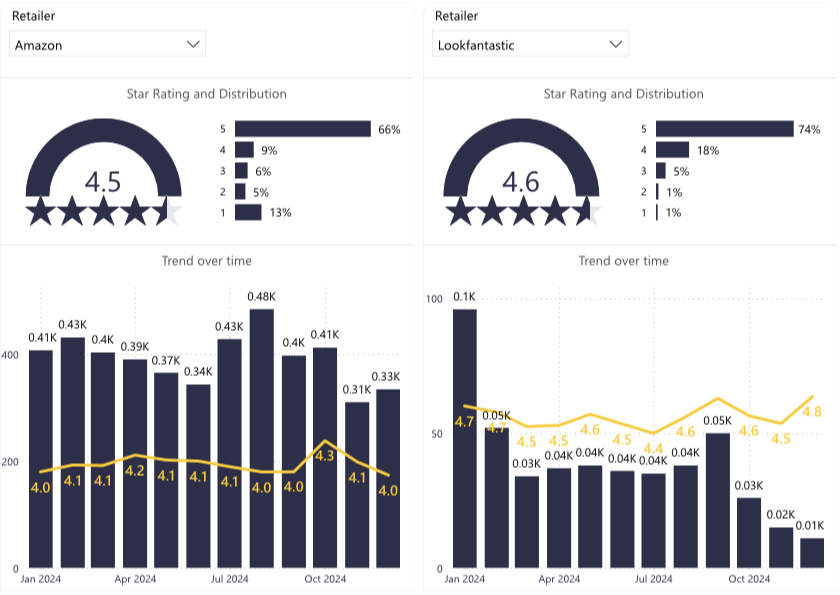 Retailer
Amazon
Star Rating and Distribution
4.5
5 66%
4 9%
3 6%
2 5%
1 13%
Trend over time
0.41K 0.43K 0.4K 0.39K 0.37K 0.34K 0.43K 0.48K 0.4K 0.41K 0.31K 0.33K
400
200
0
4.0 4.1 4.1 4.2 4.1 4.1 4.1 4.0 4.0 4.3 4.1 4.0
Jan 2024 Apr 2024 Jul 2024 Oct 2024
Retailer
Lookfantastic
Star Rating and Distribution
4.6
5 74%
4 18%
3 5%
2 1%
1 1%
Trend over time
100
50
0
0.1K 0.05K 0.03K 0.04K 0.04K 0.04K 0.04K 0.04K 0.05K 0.03K 0.02K 0.01K
4.7 4.7 4.5 4.5 4.6 4.5 4.4 4.6 4.6 4.5 4.8
Jan 2024 Apr 2024 Jul 2024 Oct 2024